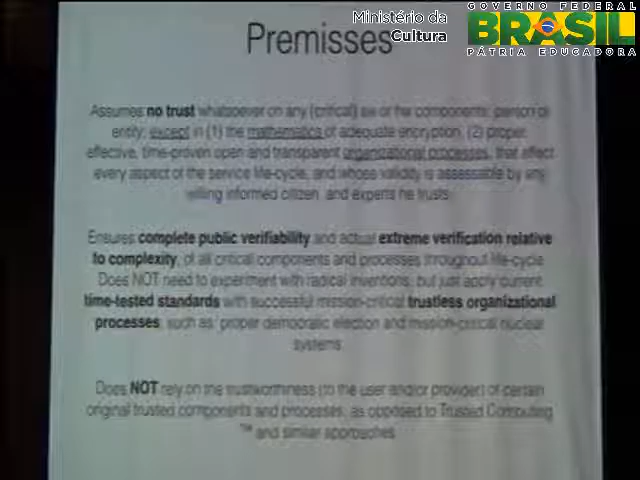 GOVERNO FEDERAL
Ministério da
Cultura
BRASIL
PÁTRIA EDUCADORA
Premisses
Assumes no trust whatsoever on any (critical) sw or hw components, person or
entity; except in (1) the mathematics of adequate encryption, (2) proper,
effective, time-proven open and transparent organizational processes, that affect
every aspect of the service life-cycle, and whose validity is assessable by any
willing informed citizen, and experts he trusts.
Ensures complete public verifiability and actual extreme verification relative
to complexity, of all critical components and processes throughout life-cycle.
Does NOT need to experiment with radical inventions, but just apply current
time-tested standards with successful mission-critical trustless organizational
processes, such as: proper democratic election and mission-critical nuclear
systems.
Does NOT rely on the trustworthiness (to the user and/or provider) of certain
original trusted components and processes, as opposed to Trusted Computing
™ and similar approaches